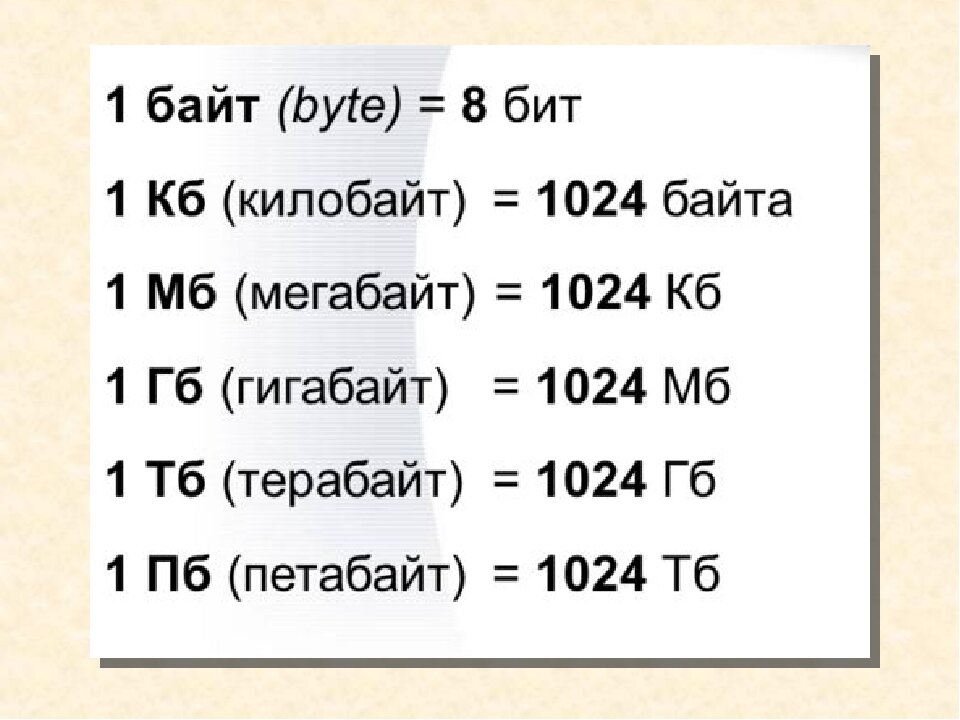 1 байт (byte) = 8 бит
1 Кб (килобайт) = 1024 байта
1 Мб (мегабайт) = 1024 Кб
1 Гб (гигабайт) = 1024 Мб
1 Тб (терабайт) = 1024 Гб
1 Пб (петабайт) = 1024 Тб